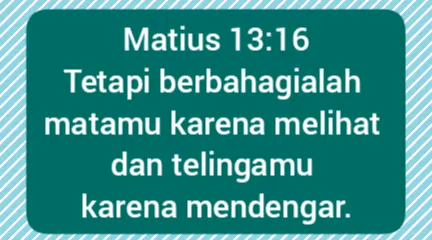 Matius 13:16
Tetapi berbahagialah
matamu karena melihat
dan telingamu
karena mendengar.